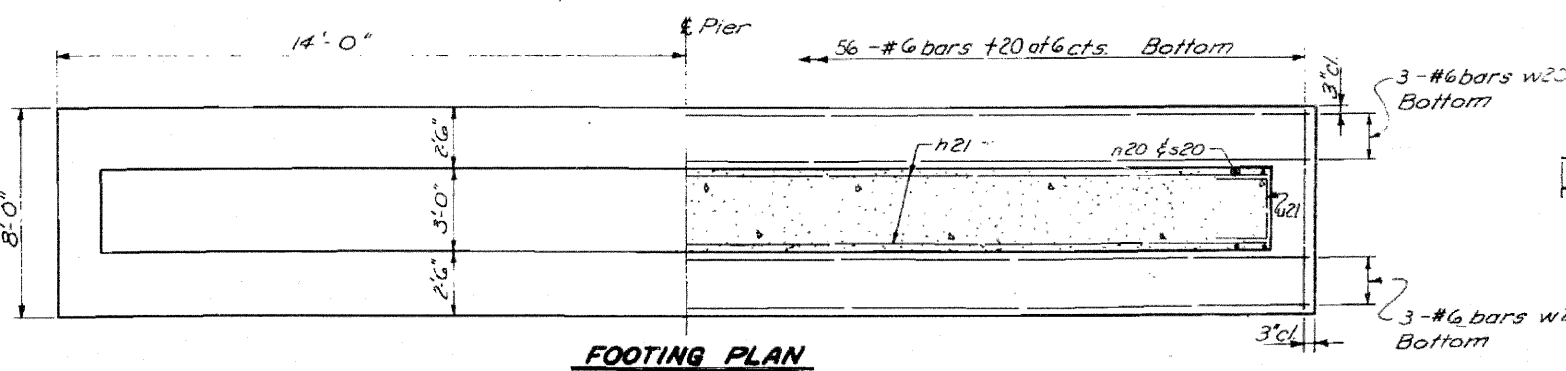 ℄ Pier
14'-0"
56 - #6 bars t20 at 6 cts. Bottom
3"cl.
3 - #6 bars
Bottom
2'6"
h21
n20 & s20
3'-0"
8'-0"
u21
2'-6"
3"cl.
3 - #6 bars
Bottom
FOOTING PLAN